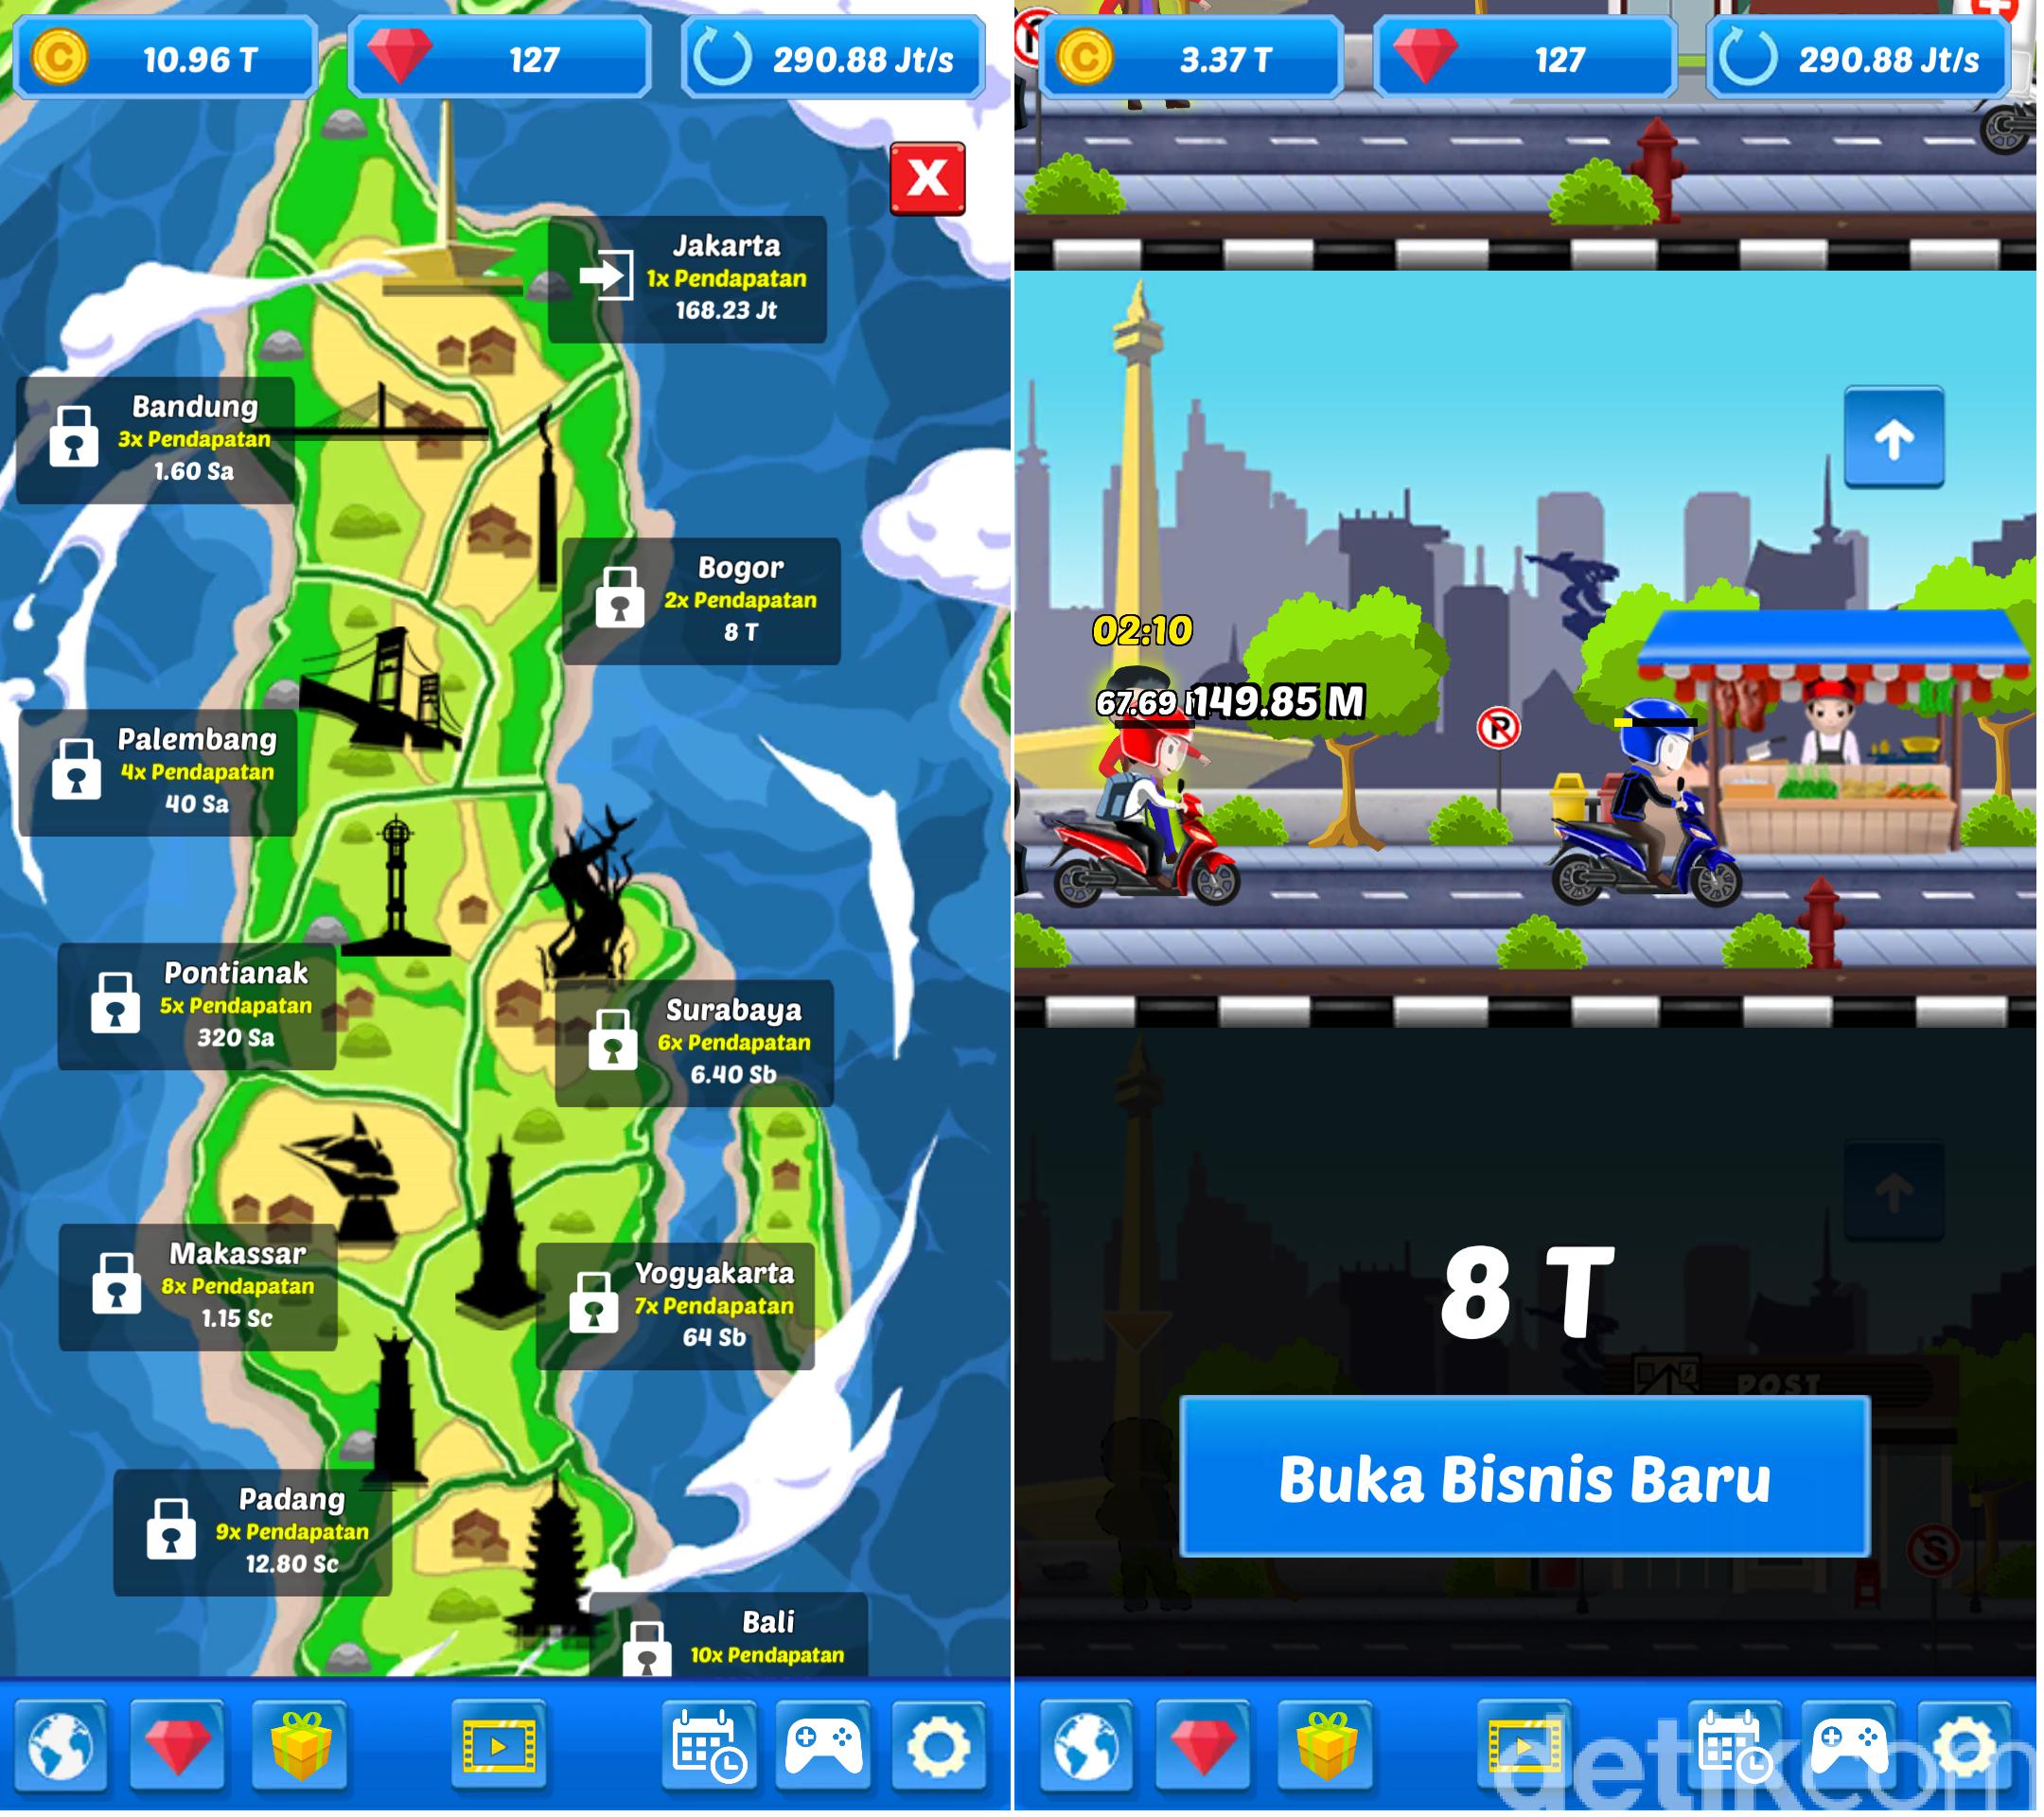 10.96 T
127
290.88 Jt/s
X
Jakarta
1x Pendapatan
168.23 Jt
Bandung
3x Pendapatan
1.60 Sa
Bogor
2x Pendapatan
8 T
Palembang
4x Pendapatan
40 Sa
Pontianak
5x Pendapatan
320 Sa
Surabaya
6x Pendapatan
6.40 Sb
Makassar
8x Pendapatan
1.15 Sc
Yogyakarta
7x Pendapatan
64 Sb
Padang
9x Pendapatan
12.80 Sc
Bali
10x Pendapatan
3.37 T
127
290.88 Jt/s
02:10
67.69
149.85 M
P
8 T
POST
Buka Bisnis Baru
S
detikcom